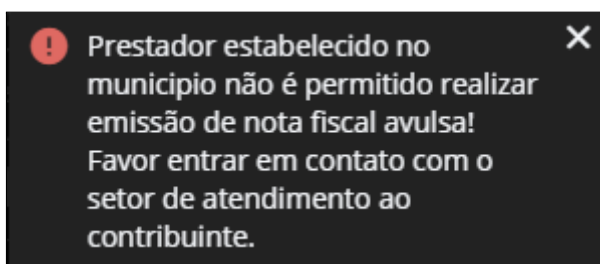 Prestador estabelecido no
municipio não é permitido realizar
emissão de nota fiscal avulsa!
Favor entrar em contato com o
setor de atendimento ao
contribuinte.